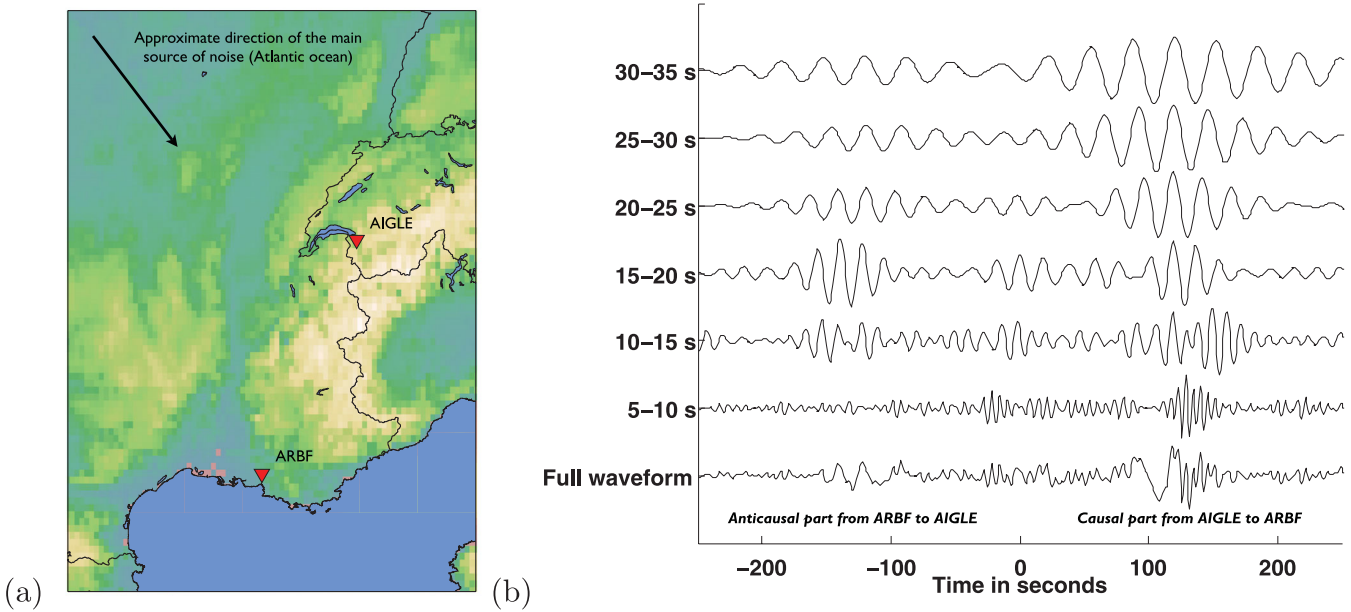 Approximate direction of the main
source of noise (Atlantic ocean)
AIGLE
ARBF
(a)
30–35 s
25–30 s
20–25 s
15–20 s
10–15 s
5–10 s
Full waveform
Anticausal part from ARBF to AIGLE
Causal part from AIGLE to ARBF
−200
−100
0
100
200
Time in seconds
(b)